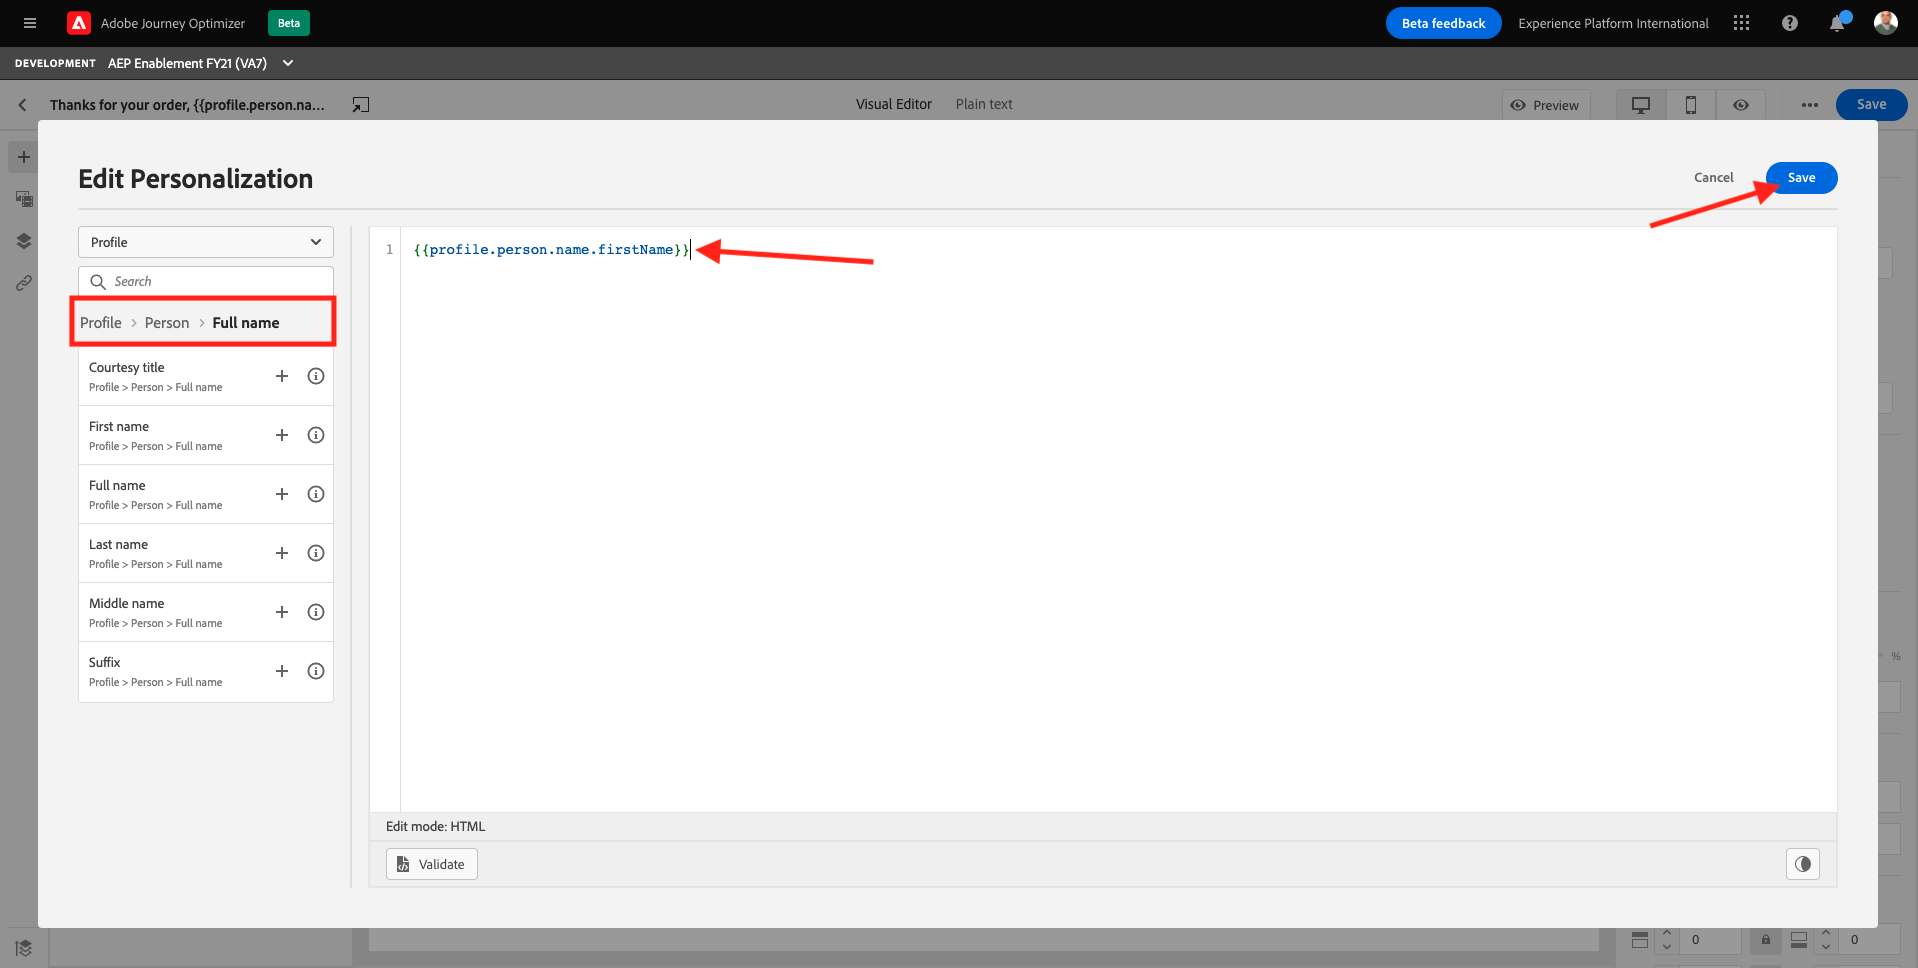 Adobe Journey Optimizer
Beta
Beta feedback
Experience Platform International
DEVELOPMENT
AEP Enablement FY21 (VA7)
Thanks for your order, {{profile.person.na...
Visual Editor
Plain text
Preview
Save
Edit Personalization
Cancel
Save
Profile
Search
Profile > Person > Full name
Courtesy title
Profile > Person > Full name
First name
Profile > Person > Full name
Full name
Profile > Person > Full name
Last name
Profile > Person > Full name
Middle name
Profile > Person > Full name
Suffix
Profile > Person > Full name
1
{{profile.person.name.firstName}}
%
Edit mode: HTML
Validate
0
0